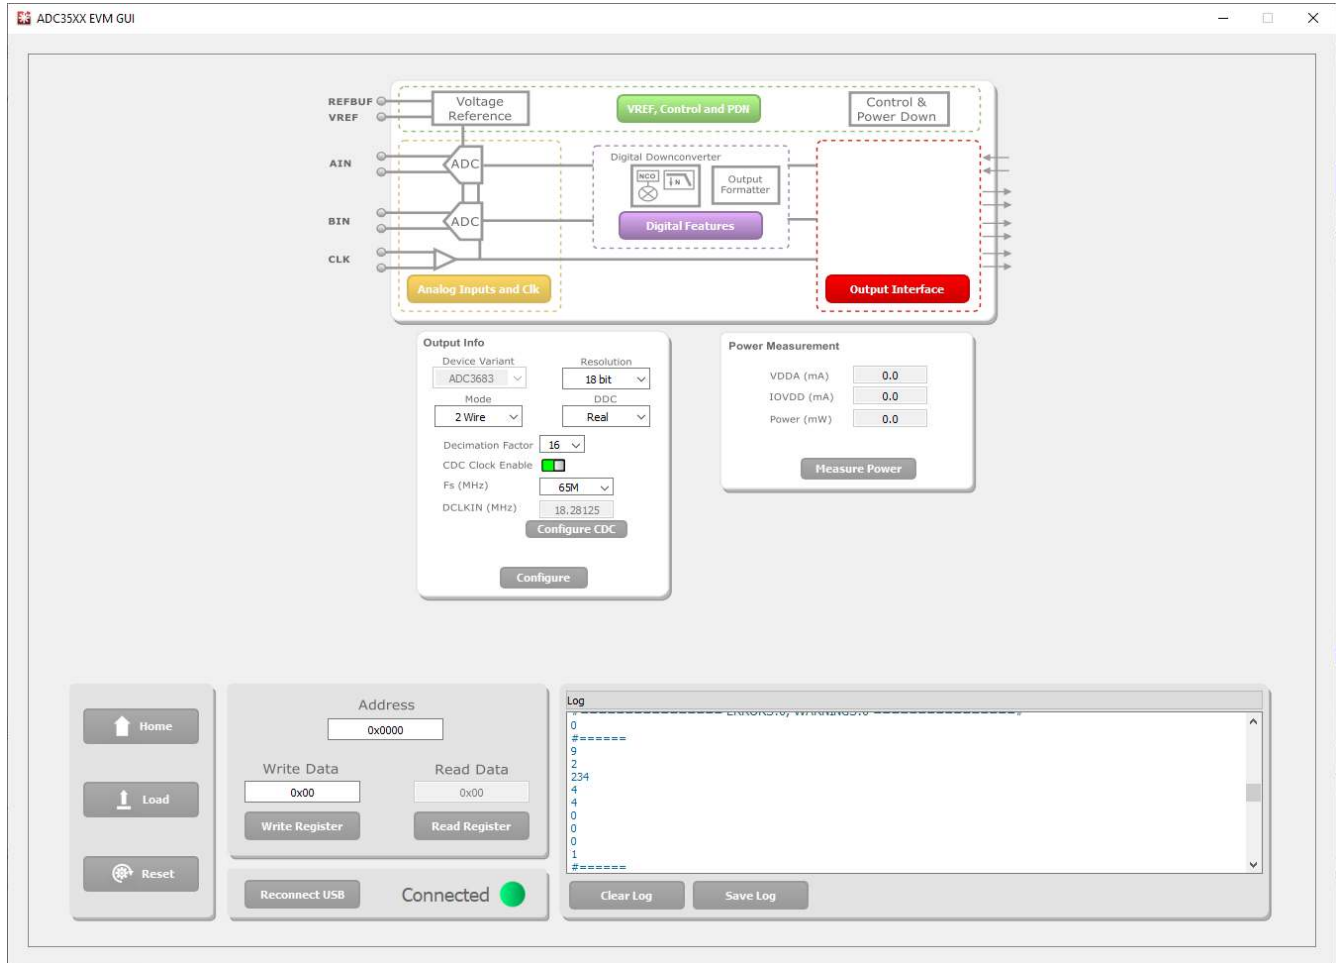 ADC35XX EVM GUI
REFBUF
VREF
Voltage
Reference
VREF, Control and PDN
Control &
Power Down
AIN
ADC
Digital Downconverter
NCO
N
Output
Formatter
BIN
ADC
Digital Features
CLK
Analog Inputs and Clk
Output Interface
Output Info
Device Variant
Resolution
ADC3683
18 bit
Mode
DDC
2 Wire
Real
Decimation Factor
16
CDC Clock Enable
Fs (MHz)
65M
DCLKIN (MHz)
18.28125
Configure CDC
Configure
Power Measurement
VDDA (mA)
0.0
IOVDD (mA)
0.0
Power (mW)
0.0
Measure Power
Home
Load
Reset
Address
0x0000
Write Data
Read Data
0x00
0x00
Write Register
Read Register
Reconnect USB
Connected
Log
0
#======
9
2
234
4
4
0
0
0
1
#======
Clear Log
Save Log